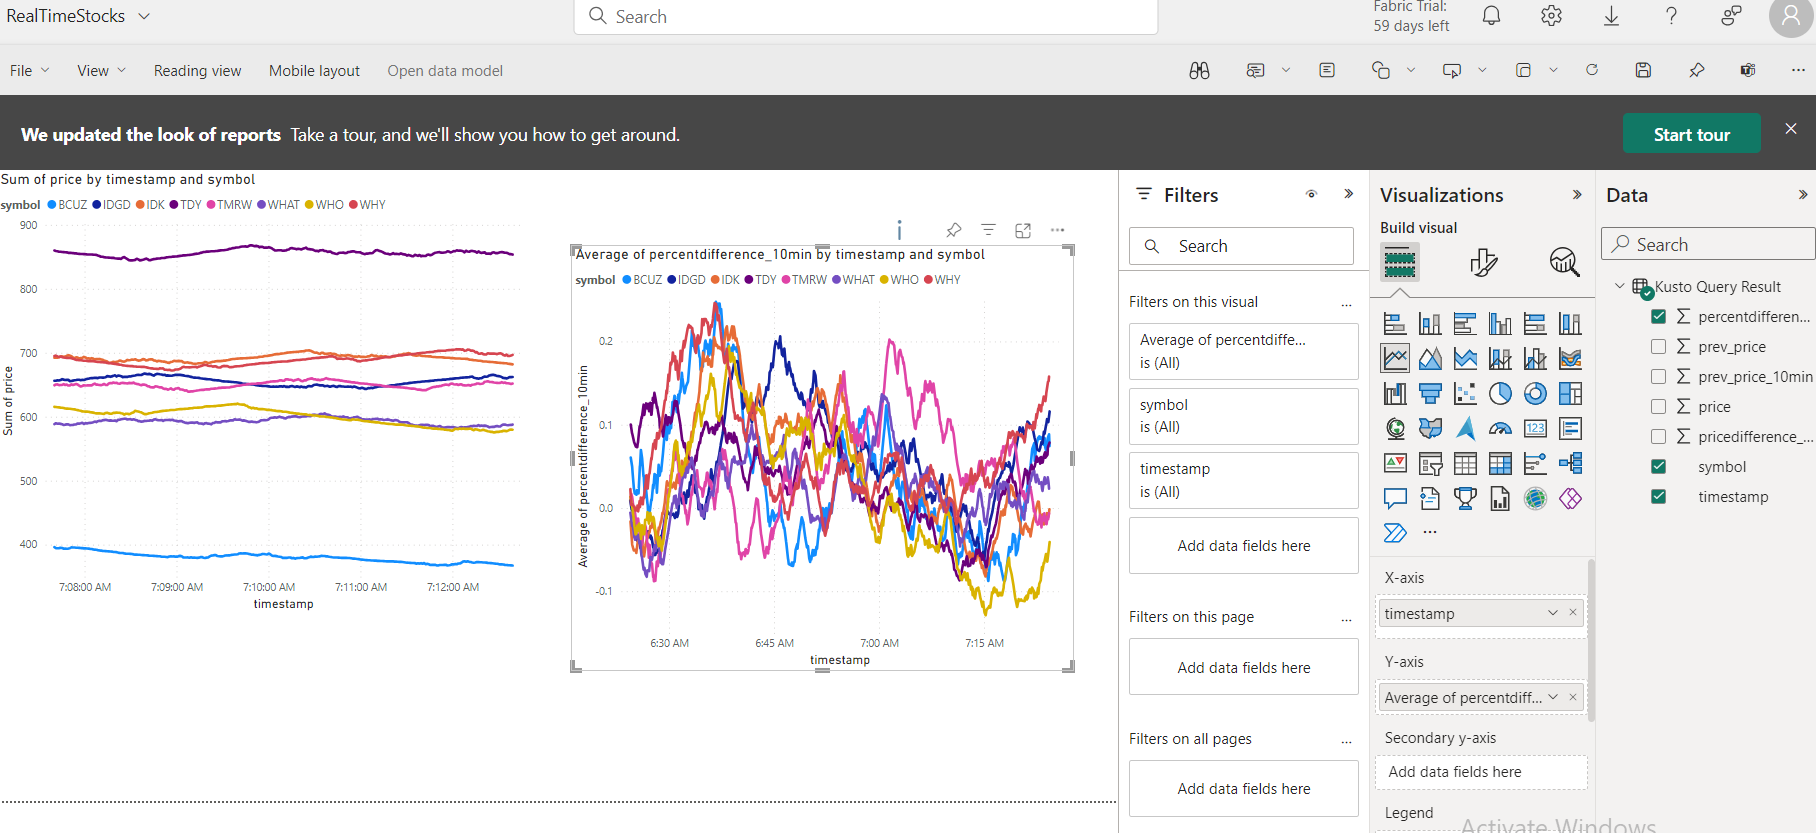 RealTimeStocks
Search
Fabric Trial:
59 days left
File
View
Reading view
Mobile layout
Open data model
We updated the look of reports Take a tour, and we'll show you how to get around.
Start tour
Sum of price by timestamp and symbol
symbol BCUZ IDGD IDK TDY TMRW WHAT WHO WHY
900
800
700
600
500
400
Sum of price
7:08:00 AM 7:09:00 AM 7:10:00 AM 7:11:00 AM 7:12:00 AM
timestamp
Average of percentdifference_10min by timestamp and symbol
symbol BCUZ IDGD IDK TDY TMRW WHAT WHO WHY
0.2
0.1
0.0
-0.1
Average of percentdifference_10min
6:30 AM 6:45 AM 7:00 AM 7:15 AM
timestamp
Filters
Search
Filters on this visual ...
Average of percentdiffe...
is (All)
symbol
is (All)
timestamp
is (All)
Add data fields here
Filters on this page ...
Add data fields here
Filters on all pages ...
Add data fields here
Visualizations
Build visual
123
...
X-axis
timestamp
Y-axis
Average of percentdiff...
Secondary y-axis
Add data fields here
Legend
Data
Search
Kusto Query Result
percentdifferen...
prev_price
prev_price_10min
price
pricedifference_...
symbol
timestamp
Activate Windows